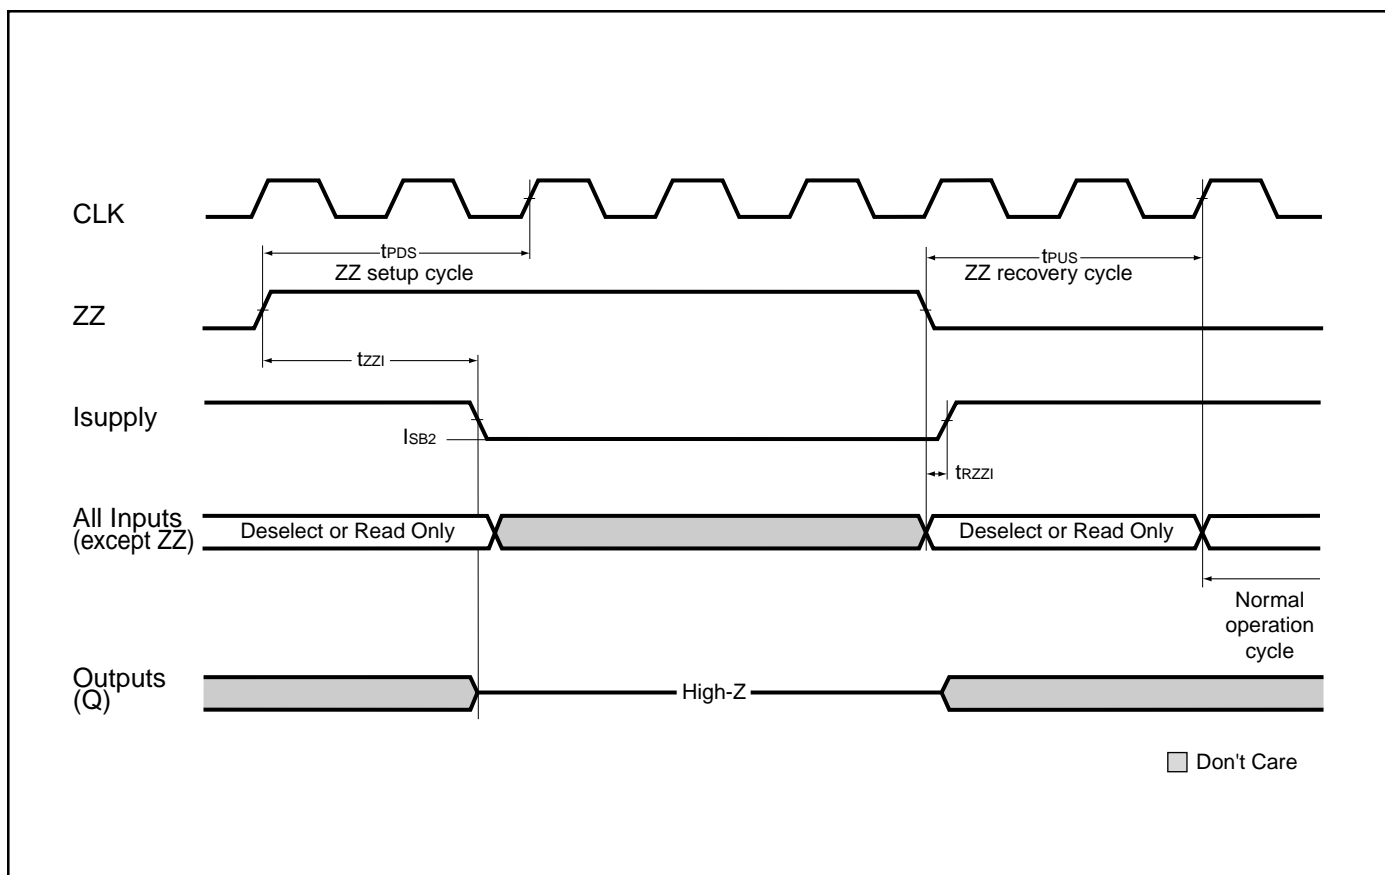 CLK
tPDS
ZZ setup cycle
tPUS
ZZ recovery cycle
ZZ
tZZI
Isupply
ISB2
tRZZI
All Inputs
(except ZZ)
Deselect or Read Only
Deselect or Read Only
Normal
operation
cycle
Outputs
(Q)
High-Z
Don't Care